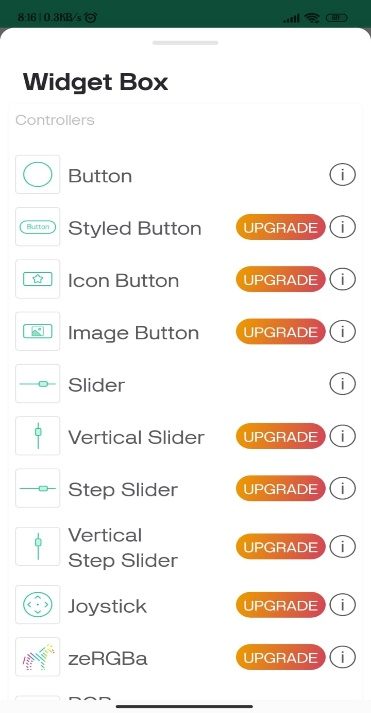 8:16 | 0.3KB/s
Widget Box
Controllers
Button
Button
Styled Button
UPGRADE
Icon Button
UPGRADE
Image Button
UPGRADE
Slider
Vertical Slider
UPGRADE
Step Slider
UPGRADE
Vertical
Step Slider
UPGRADE
Joystick
UPGRADE
zeRGBa
UPGRADE